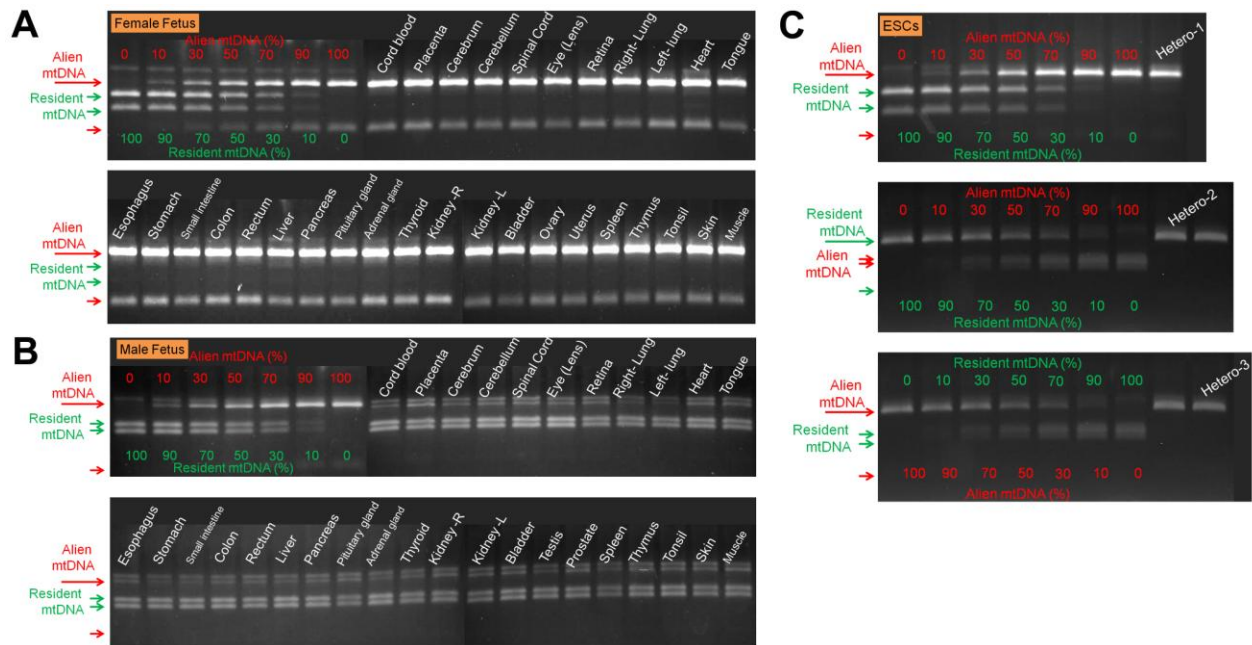 A
Female Fetus
0 10 30 50 70 90 100
Alien mtDNA (%)
Alien
mtDNA
Resident
mtDNA
100 90 70 50 30 10 0
Resident mtDNA (%)
Cord blood
Placenta
Cerebrum
Cerebellum
Spinal Cord
Eye (Lens)
Retina
Right- Lung
Left- lung
Heart
Tongue
Alien
mtDNA
Resident
mtDNA
Esophagus
Stomach
Small intestine
Colon
Rectum
Liver
Pancreas
Pituitary gland
Adrenal gland
Thyroid
Kidney -R
Kidney -L
Bladder
Ovary
Uterus
Spleen
Thymus
Tonsil
Skin
Muscle
B
Male Fetus
Alien mtDNA (%)
0 10 30 50 70 90 100
Alien
mtDNA
Resident
mtDNA
100 90 70 50 30 10 0
Resident mtDNA (%)
Cord blood
Placenta
Cerebrum
Cerebellum
Spinal Cord
Eye (Lens)
Retina
Right- Lung
Left- lung
Heart
Tongue
Alien
mtDNA
Resident
mtDNA
Esophagus
Stomach
Small intestine
Colon
Rectum
Liver
Pancreas
Pituitary gland
Adrenal gland
Thyroid
Kidney -R
Kidney -L
Bladder
Testis
Prostate
Spleen
Thymus
Tonsil
Skin
Muscle
C
ESCs
Alien mtDNA (%)
0 10 30 50 70 90 100
Hetero-1
Alien
mtDNA
Resident
mtDNA
100 90 70 50 30 10 0
Resident mtDNA (%)
Alien mtDNA (%)
0 10 30 50 70 90 100
Hetero-2
Resident
mtDNA
Alien
mtDNA
100 90 70 50 30 10 0
Resident mtDNA (%)
Resident mtDNA (%)
0 10 30 50 70 90 100
Hetero-3
Alien
mtDNA
Resident
mtDNA
100 90 70 50 30 10 0
Alien mtDNA (%)